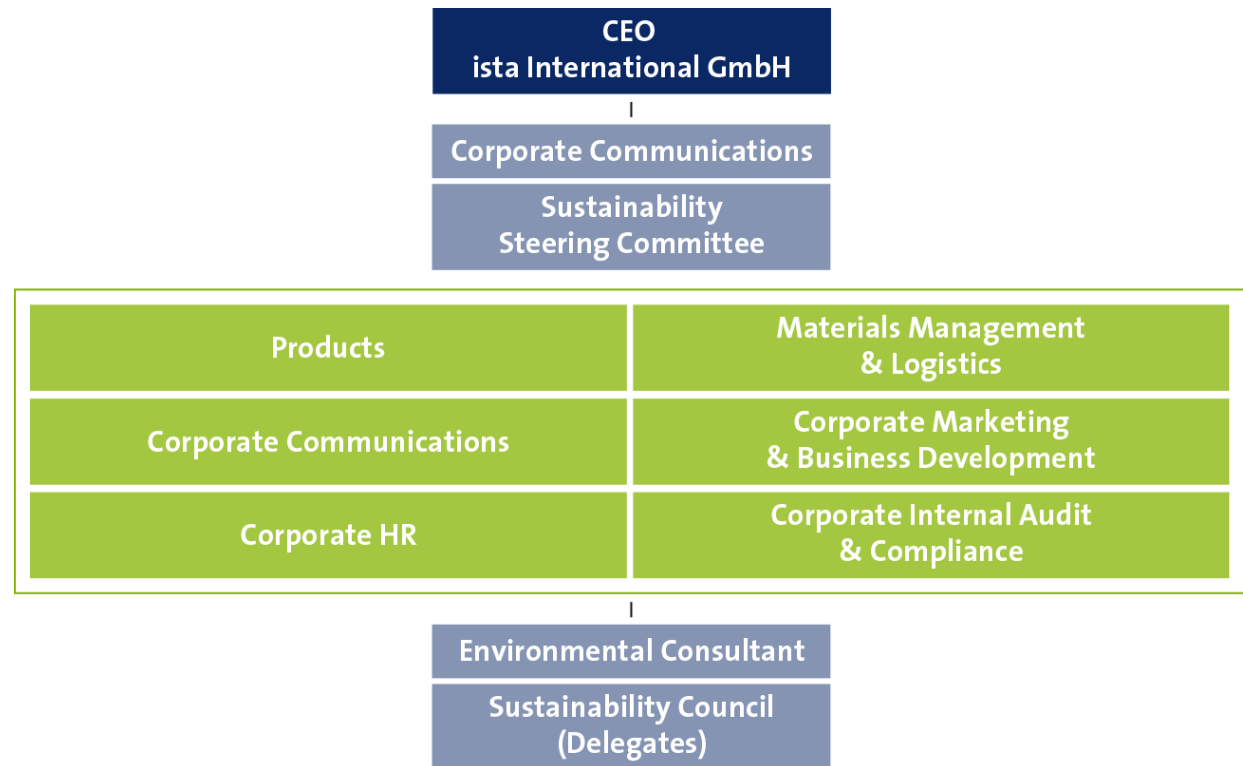 CEO
ista International GmbH
Corporate Communications
Sustainability
Steering Committee
Products
Materials Management
& Logistics
Corporate Communications
Corporate Marketing
& Business Development
Corporate HR
Corporate Internal Audit
& Compliance
Environmental Consultant
Sustainability Council
(Delegates)